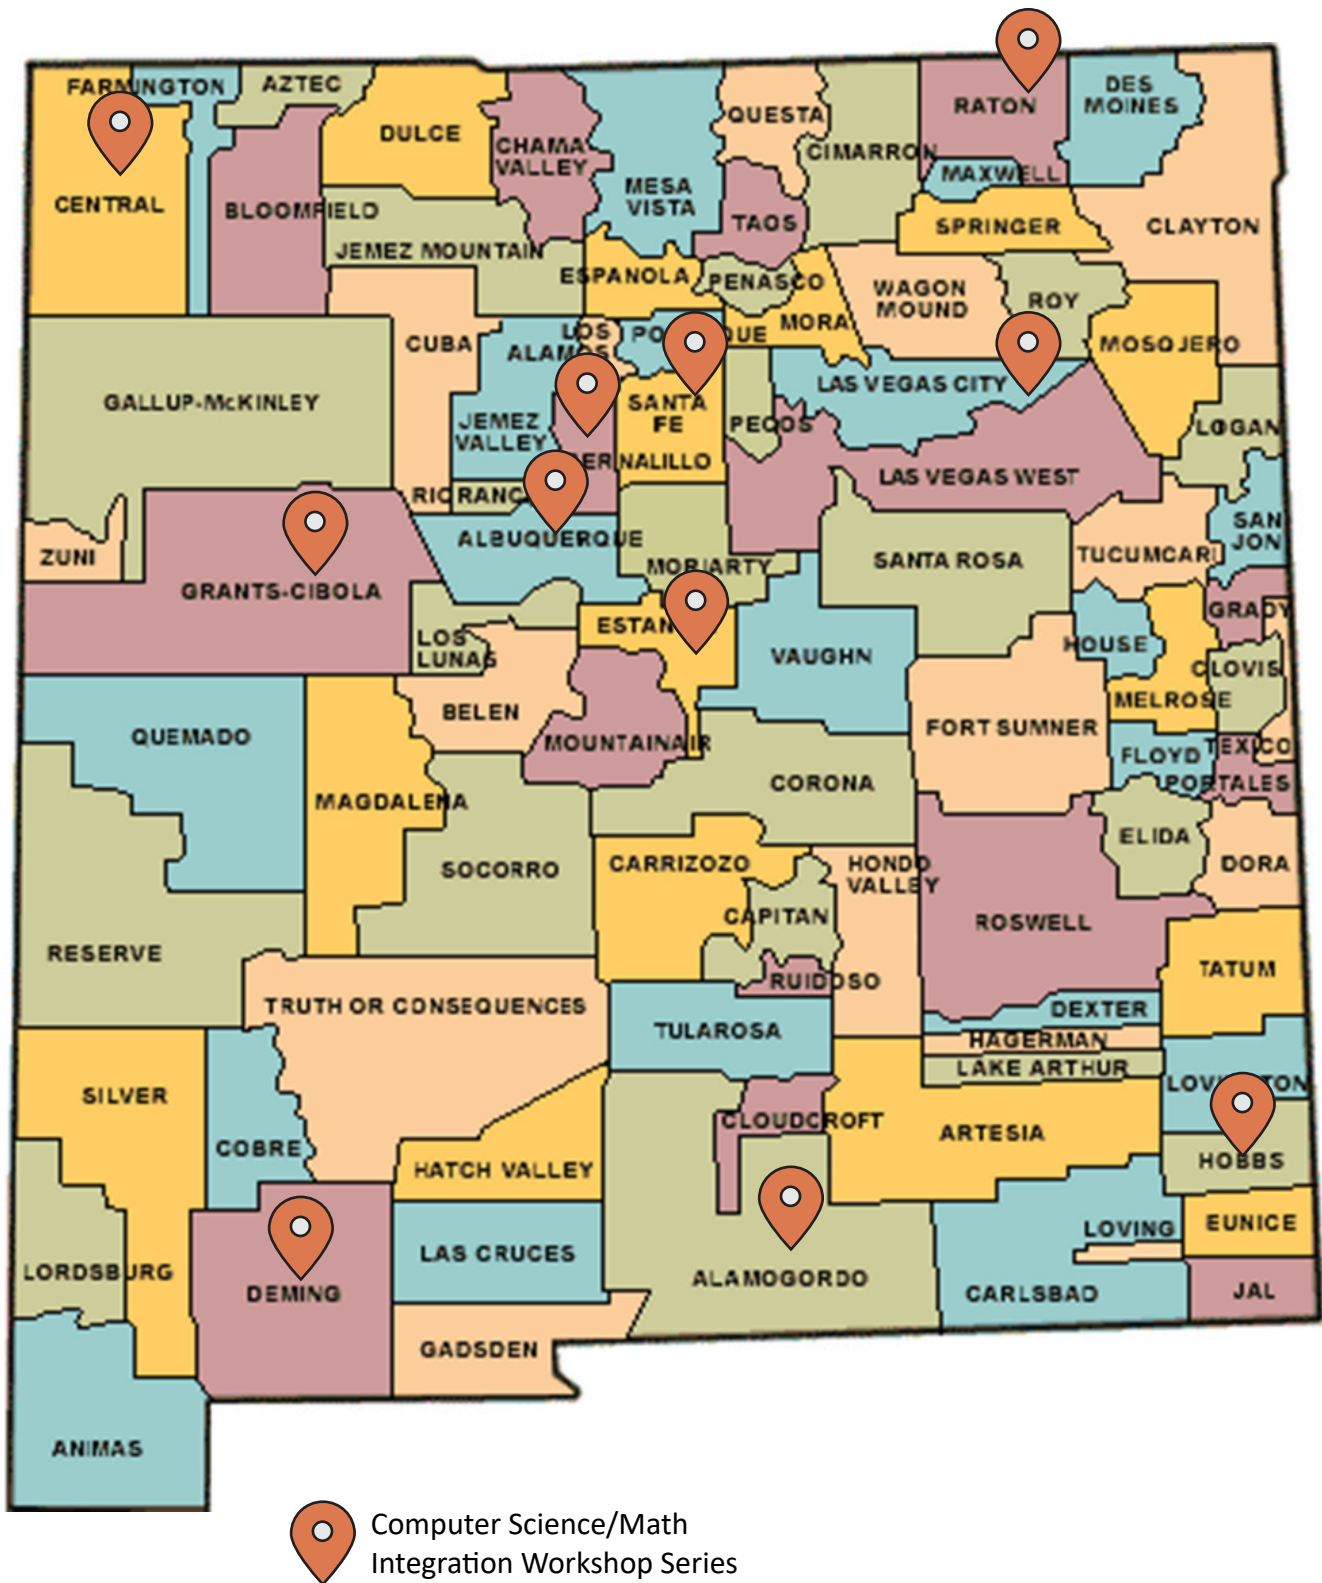 FARMINGTON
AZTEC
DULCE
CHAMA
VALLEY
MESA
VISTA
QUESTA
CIMARRON
RATON
DES
MOINES
MAXWELL
CENTRAL
BLOOMFIELD
JEMEZ MOUNTAIN
TAOS
SPRINGER
CLAYTON
ESPANOLA
PENASCO
WAGON
MOUND
ROY
MORA
CUBA
LOS
ALAMOS
MOSQJERO
GALLUP-McKINLEY
JEMEZ
VALLEY
SANTA
FE
PECOS
LAS VEGAS CITY
LOGAN
LAS VEGAS WEST
RIO
ZUNI
GRANTS-CIBOLA
ALBUQUERQUE
MORIARTY
SANTA ROSA
TUCUMCARI
SAN
JON
LOS
LUNAS
VAUGHN
HOUSE
GRADY
CLOVIS
MELROSE
QUEMADO
BELEN
MOUNTAINAIR
FORT SUMNER
FLOYD
TEXICO
PORTALES
MAGDALENA
CORONA
ELIDA
DORA
SOCORRO
CARRIZOZO
HONDO
VALLEY
CAPITAN
ROSWELL
RESERVE
RUIDOSO
TATUM
TRUTH OR CONSEQUENCES
TULAROSA
DEXTER
HAGERMAN
LAKE ARTHUR
SILVER
COBRE
HATCH VALLEY
CLOUDCROFT
ARTESIA
HOBBS
LORDSBURG
DEMING
LAS CRUCES
ALAMOGORDO
LOVING
EUNICE
CARLSBAD
JAL
GADSDEN
ANIMAS
Computer Science/Math
Integration Workshop Series